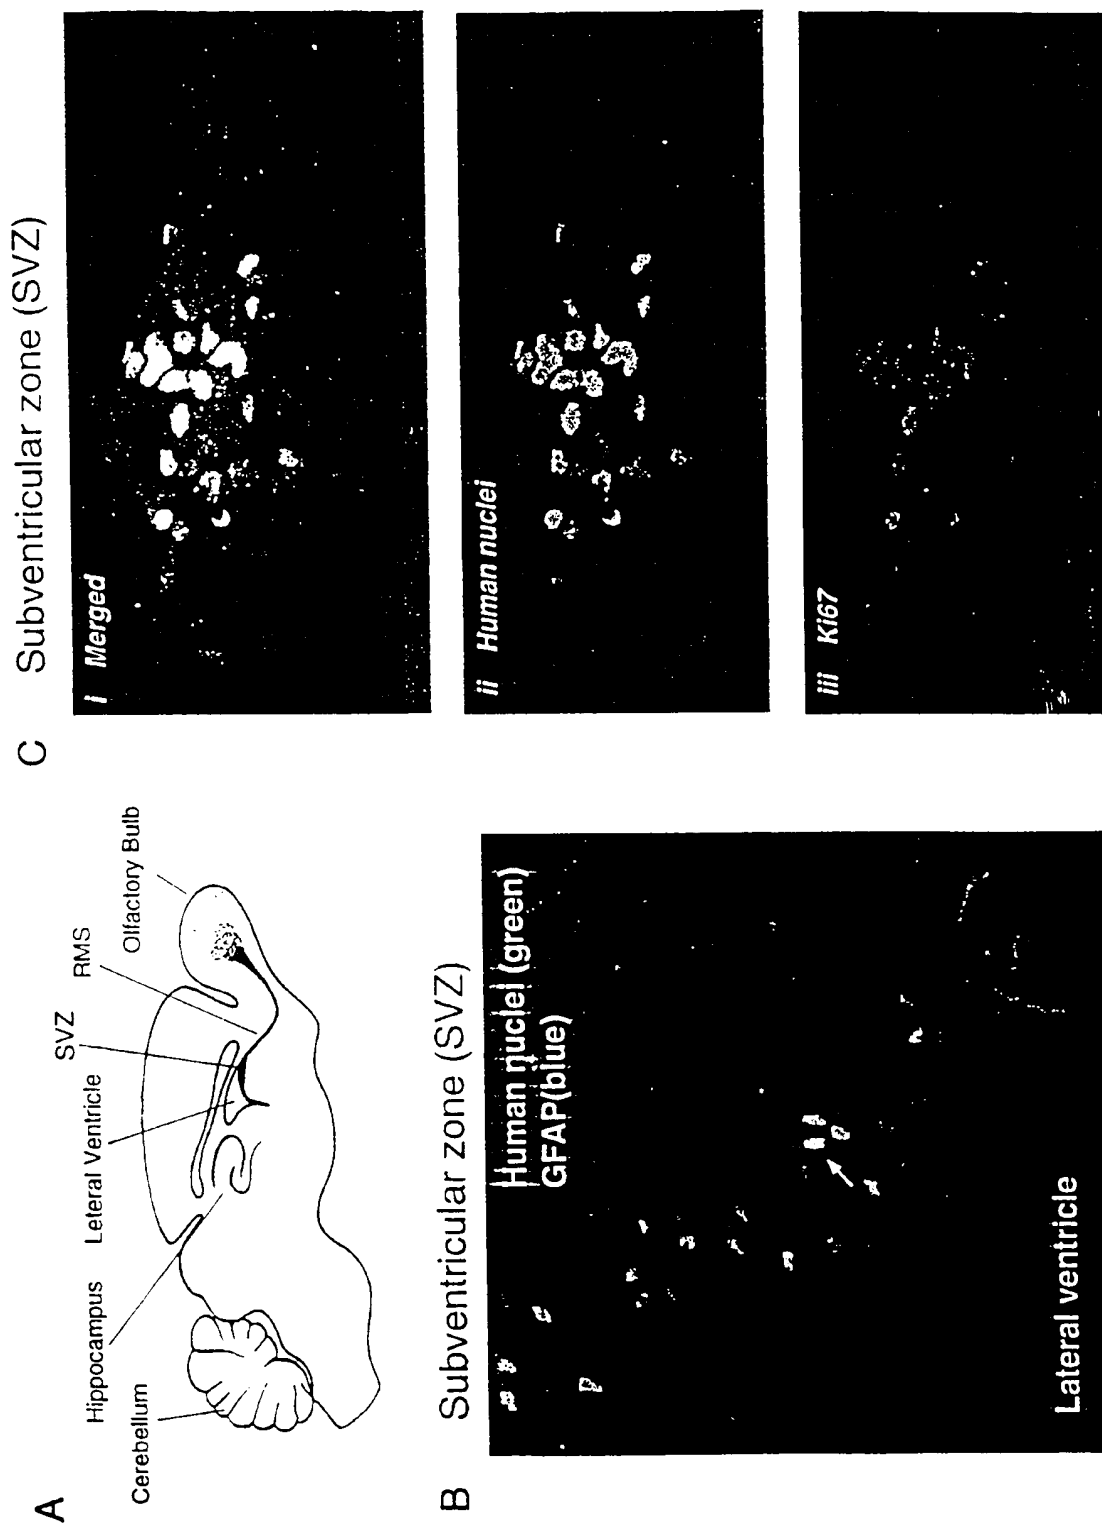 A
Cerebellum
Hippocampus
Leteral Ventricle
SVZ
RMS
Olfactory Bulb
B
Subventricular zone (SVZ)
Human nuclei (green)
GFAP(blue)
Lateral ventricle
C
Subventricular zone (SVZ)
i Merged
ii Human nuclei
iii Ki67